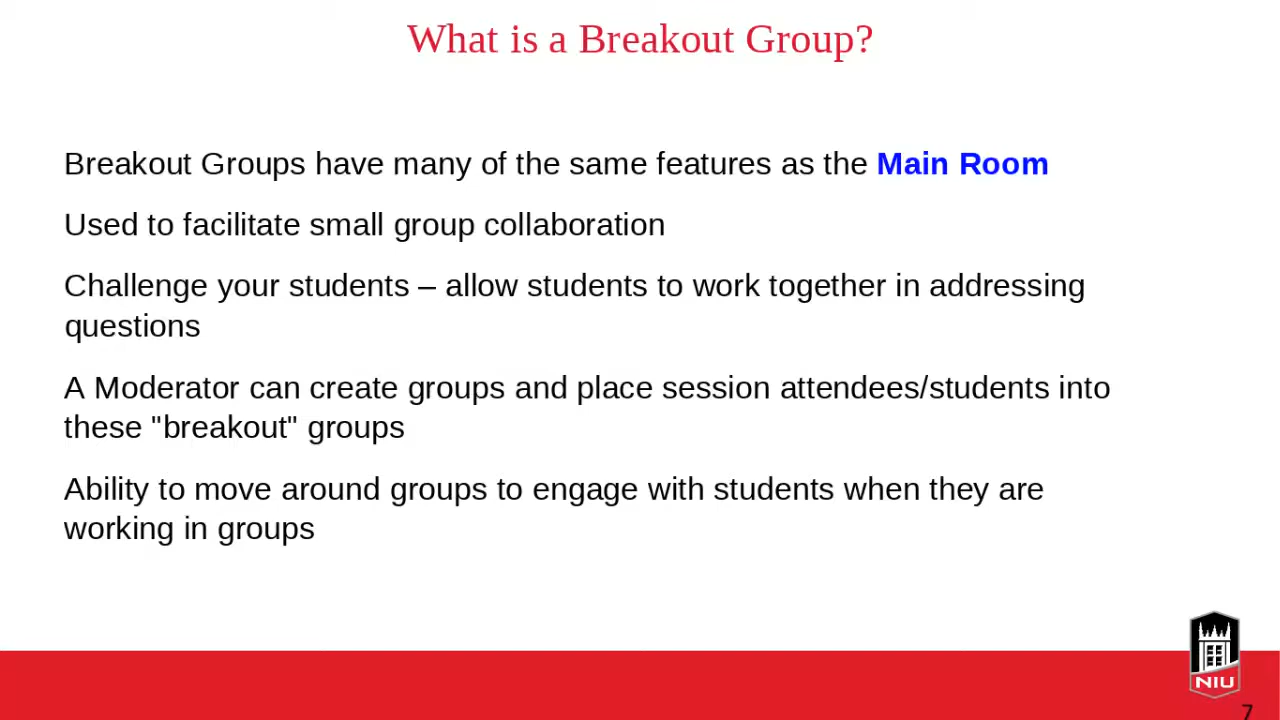 What is a Breakout Group?
Breakout Groups have many of the same features as the Main Room
Used to facilitate small group collaboration
Challenge your students – allow students to work together in addressing
questions
A Moderator can create groups and place session attendees/students into
these "breakout" groups
Ability to move around groups to engage with students when they are
working in groups
NIU
7